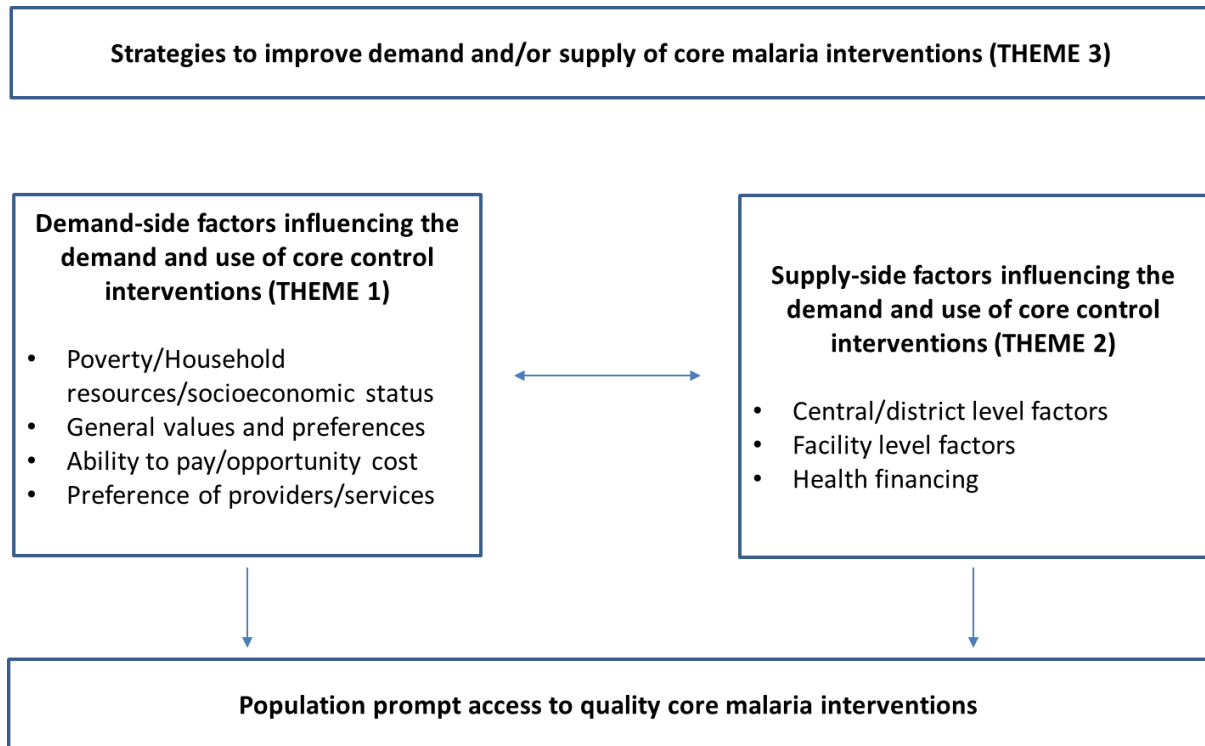 Strategies to improve demand and/or supply of core malaria interventions (THEME 3)
Demand-side factors influencing the
demand and use of core control
interventions (THEME 1)
• Poverty/Household
resources/socioeconomic status
• General values and preferences
• Ability to pay/opportunity cost
• Preference of providers/services
Supply-side factors influencing the
demand and use of core control
interventions (THEME 2)
• Central/district level factors
• Facility level factors
• Health financing
Population prompt access to quality core malaria interventions